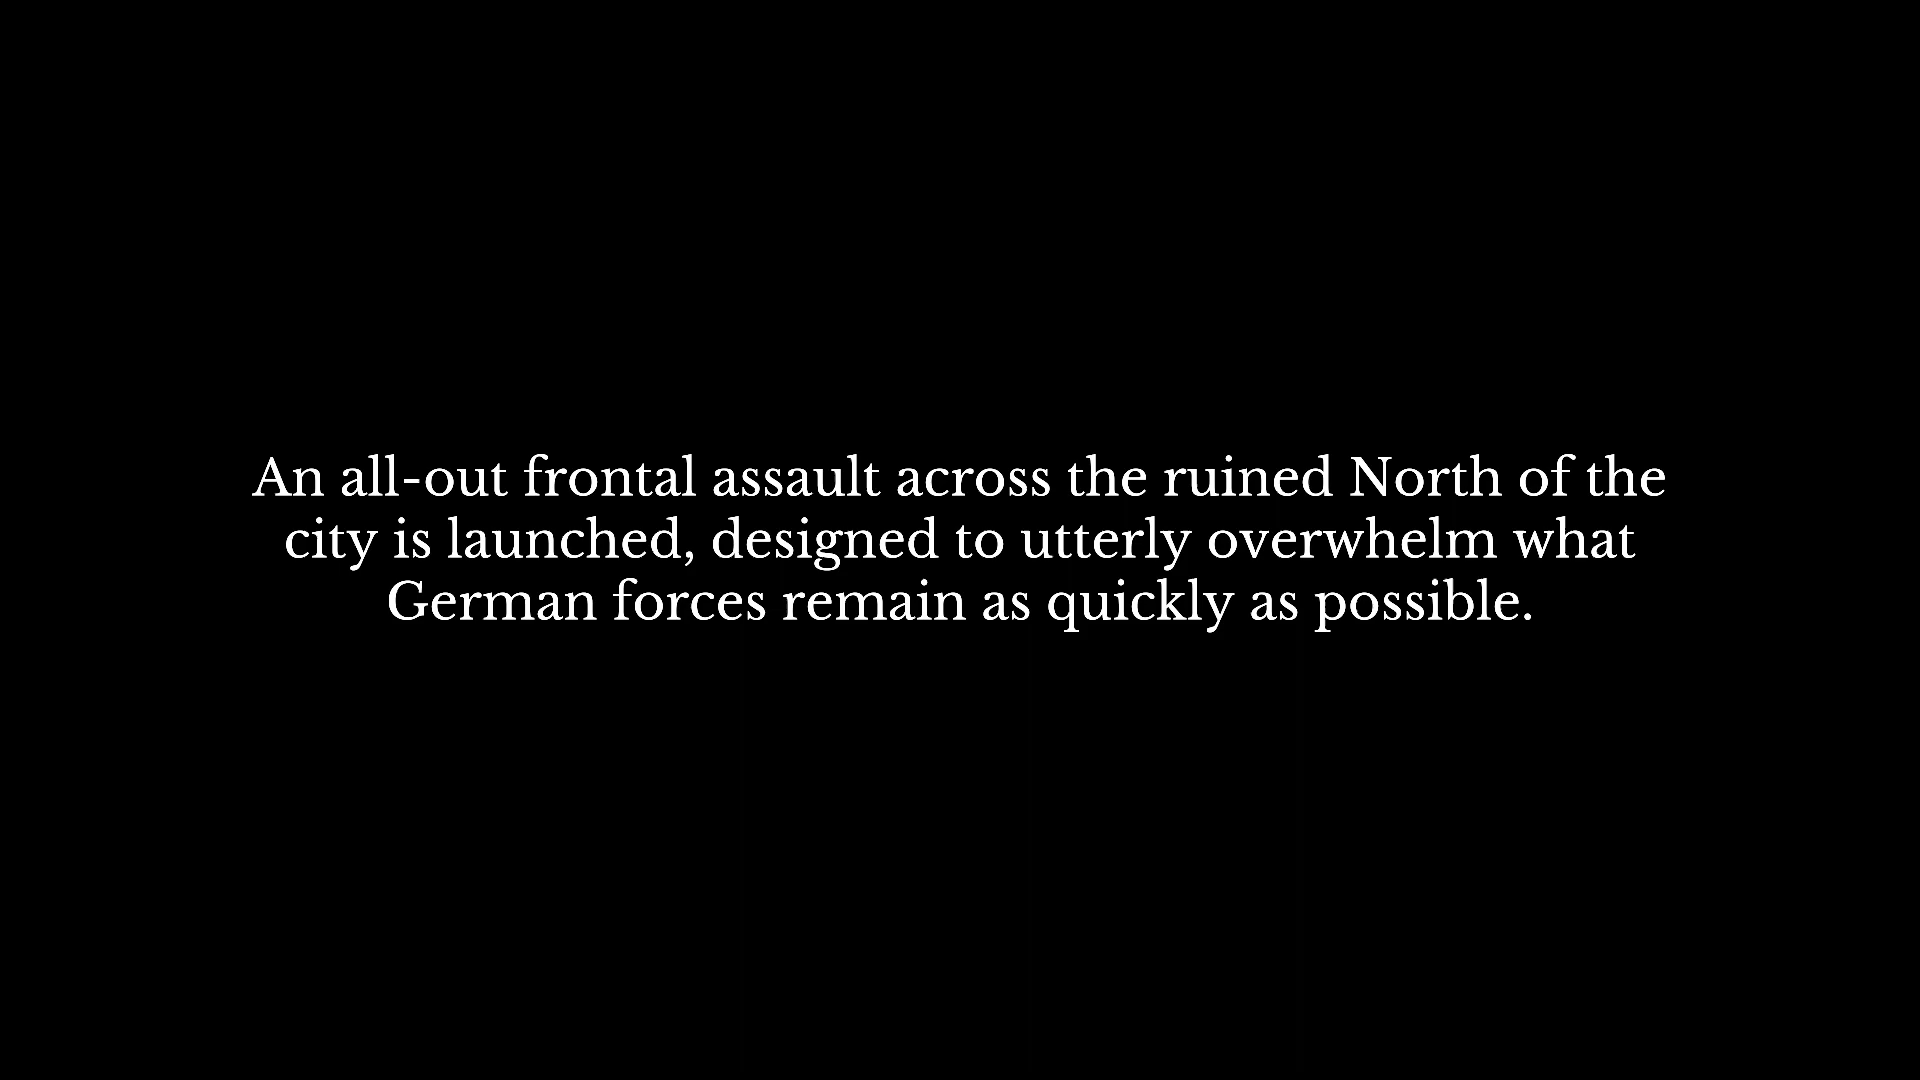 An all-out frontal assault across the ruined North of the
city is launched, designed to utterly overwhelm what
German forces remain as quickly as possible.